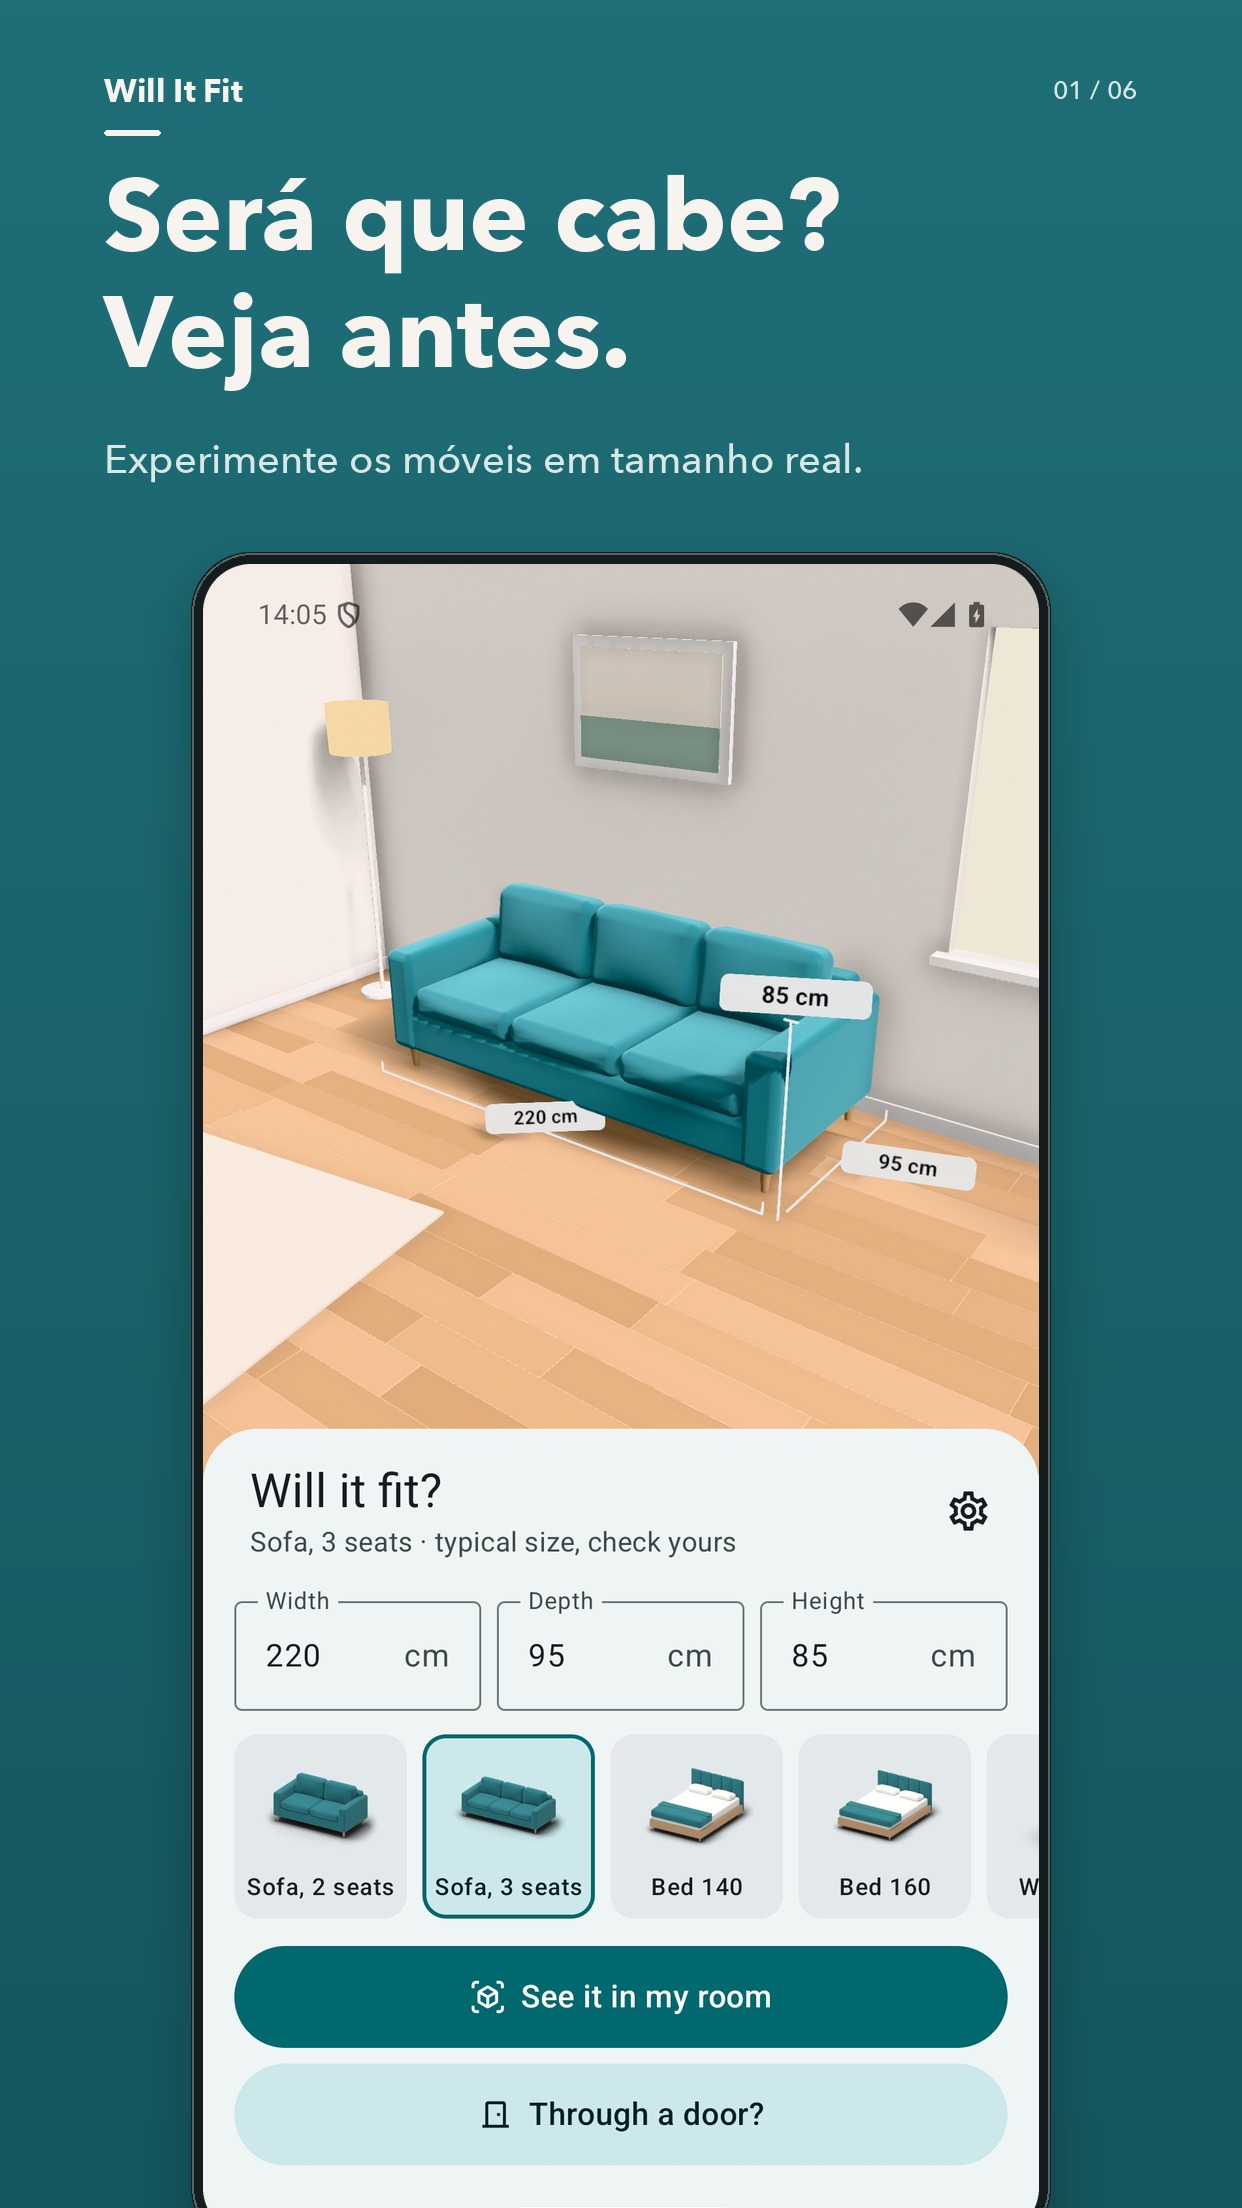 Will It Fit
01 / 06
Será que cabe?
Veja antes.
Experimente os móveis em tamanho real.
14:05
85 cm
220 cm
95 cm
Will it fit?
Sofa, 3 seats · typical size, check yours
Width
Depth
Height
220 cm
95 cm
85 cm
Sofa, 2 seats
Sofa, 3 seats
Bed 140
Bed 160
See it in my room
Through a door?